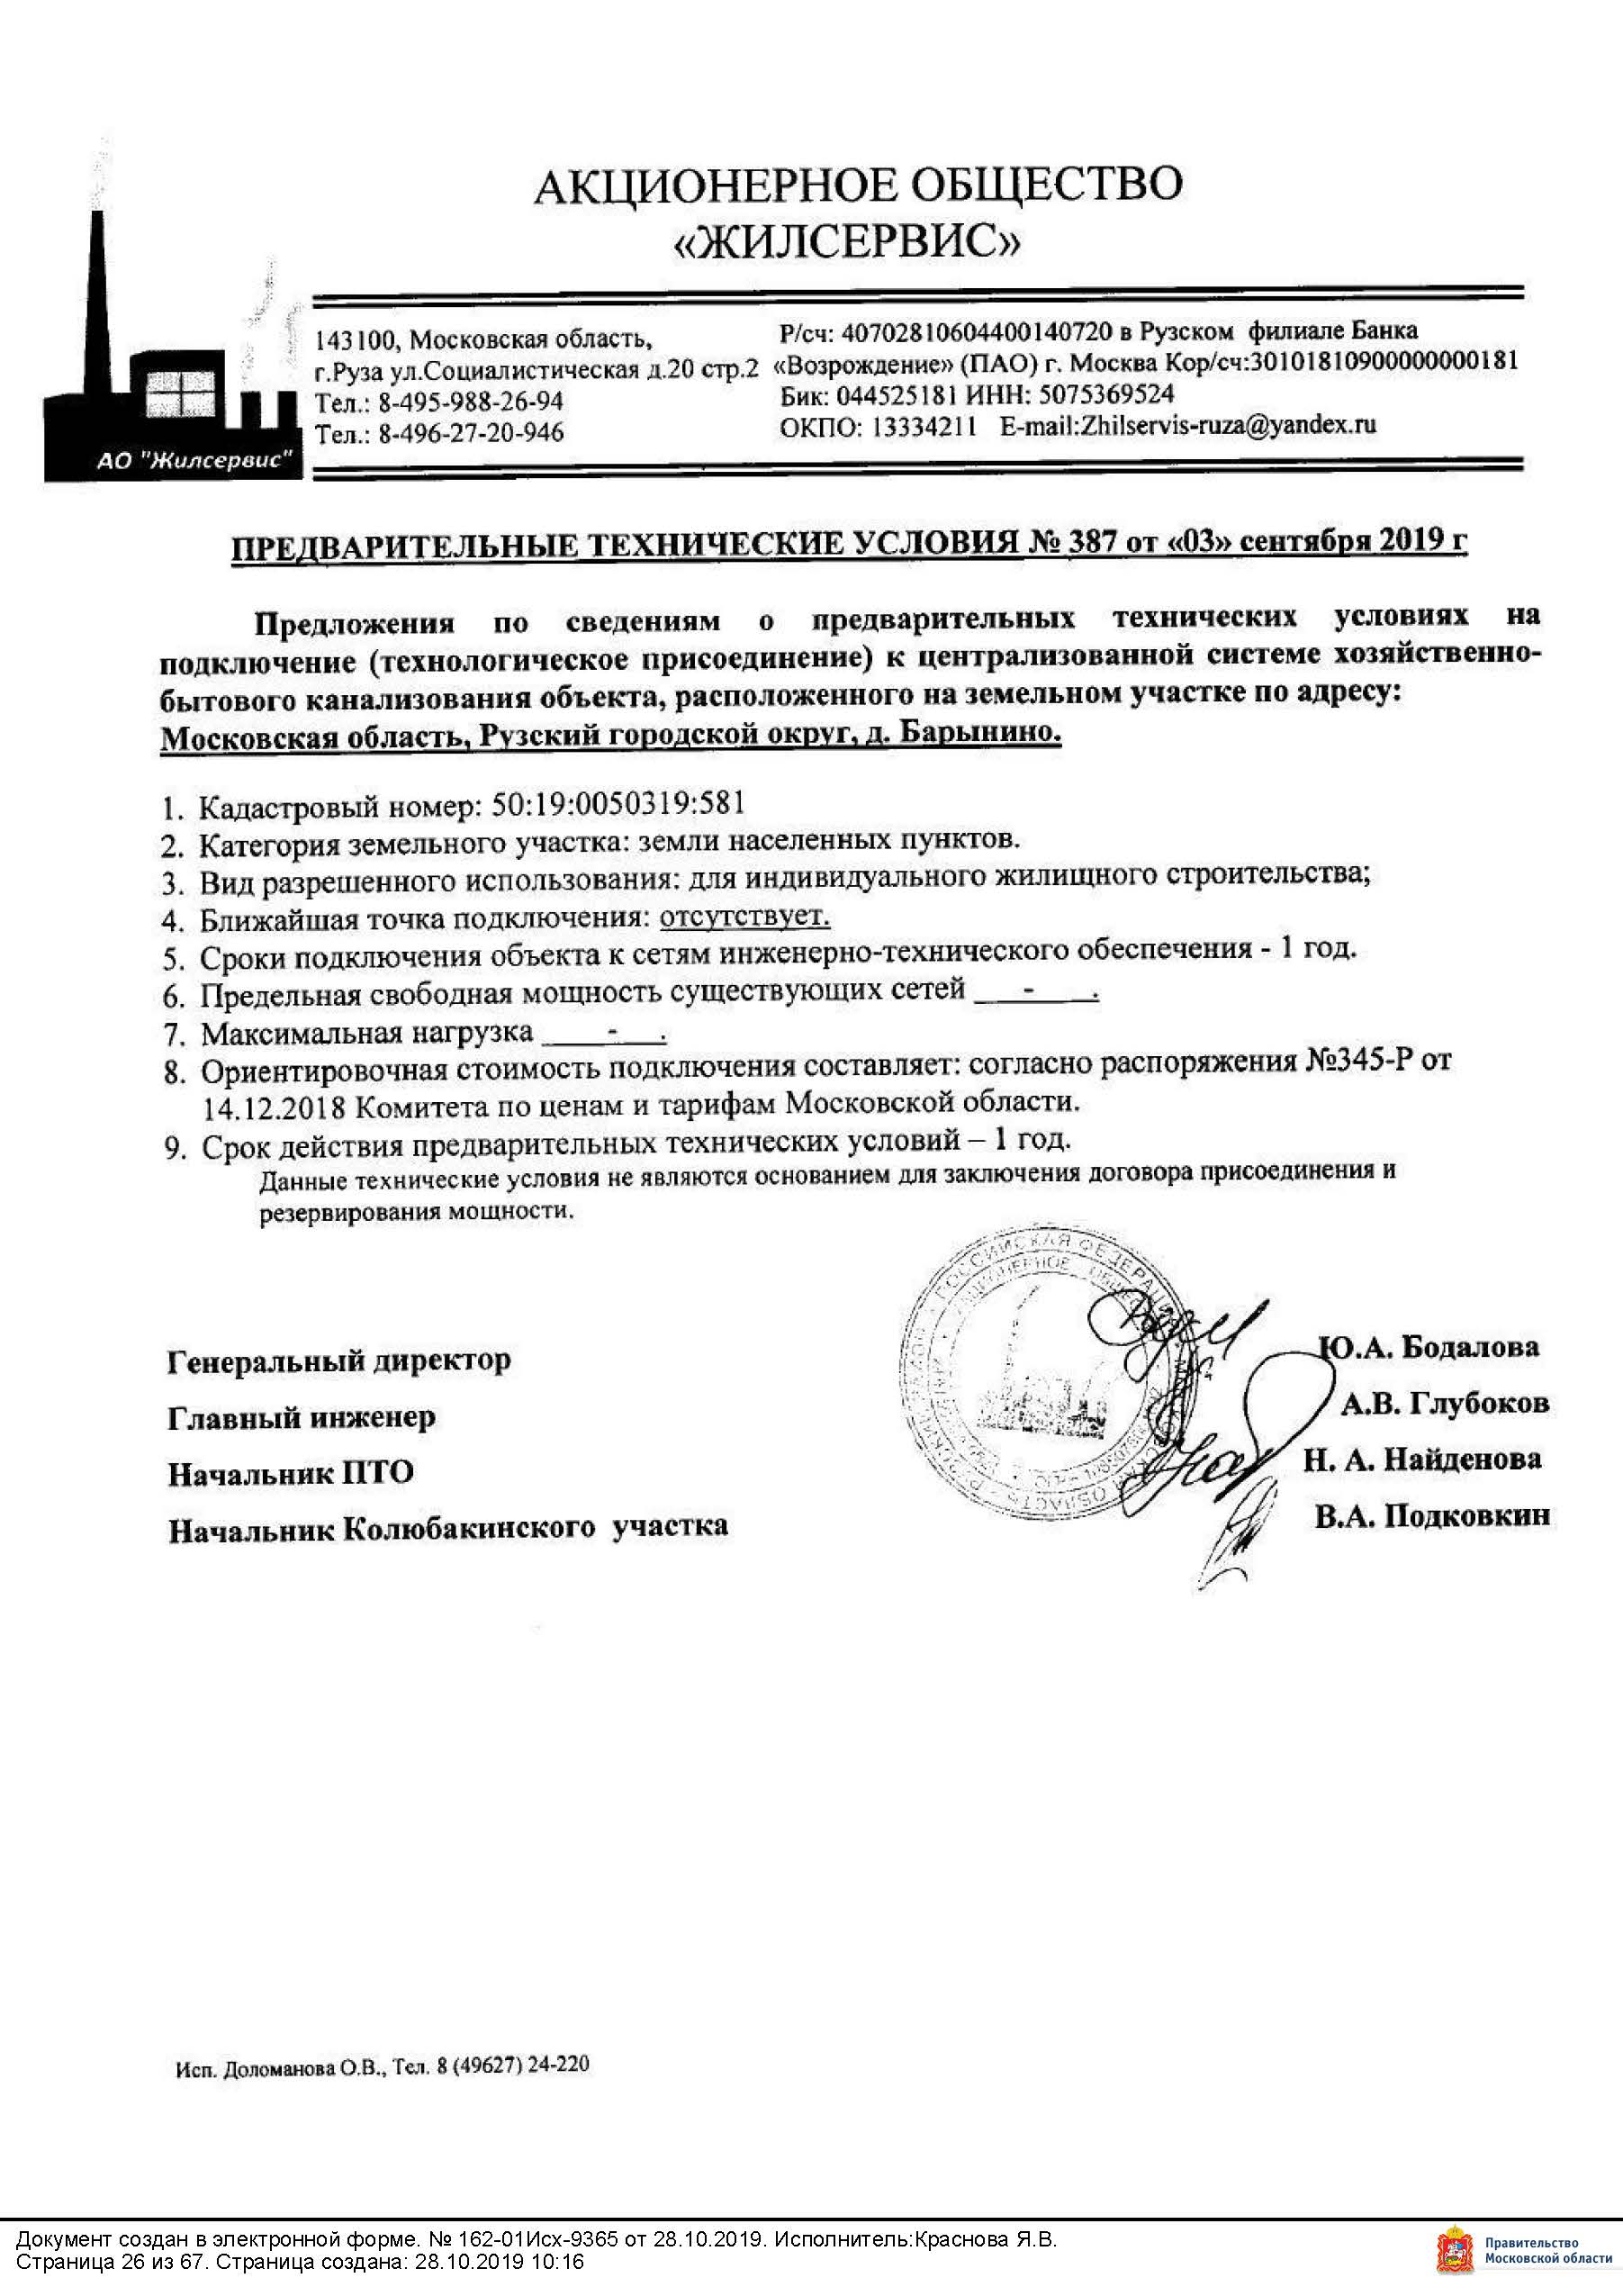 АКЦИОНЕРНОЕ ОБЩЕСТВО
«ЖИЛСЕРВИС»
143100, Московская область,
г.Руза ул.Социалистическая д.20 стр.2
Тел.: 8-495-988-26-94
Тел.: 8-496-27-20-946
Р/сч: 40702810604400140720 в Рузском филиале Банка
«Возрождение» (ПАО) г. Москва Кор/сч:30101810900000000181
Бик: 044525181 ИНН: 5075369524
ОКПО: 13334211 E-mail:Zhilservis-ruza@yandex.ru
АО "Жилсервис"
ПРЕДВАРИТЕЛЬНЫЕ ТЕХНИЧЕСКИЕ УСЛОВИЯ № 387 от «03» сентября 2019 г
Предложения по сведениям о предварительных технических условиях на
подключение (технологическое присоединение) к централизованной системе хозяйственно-
бытового канализования объекта, расположенного на земельном участке по адресу:
Московская область, Рузский городской округ, д. Барынино.
1. Кадастровый номер: 50:19:0050319:581
2. Категория земельного участка: земли населенных пунктов.
3. Вид разрешенного использования: для индивидуального жилищного строительства;
4. Ближайшая точка подключения: отсутствует.
5. Сроки подключения объекта к сетям инженерно-технического обеспечения - 1 год.
6. Предельная свободная мощность существующих сетей ___-___.
7. Максимальная нагрузка ____-___.
8. Ориентировочная стоимость подключения составляет: согласно распоряжения №345-Р от
14.12.2018 Комитета по ценам и тарифам Московской области.
9. Срок действия предварительных технических условий – 1 год.
Данные технические условия не являются основанием для заключения договора присоединения и
резервирования мощности.
РОССИЙСКАЯ ФЕДЕРАЦИЯ
АКЦИОНЕРНОЕ ОБЩЕСТВО
Генеральный директор Ю.А. Бодалова
Главный инженер А.В. Глубоков
Начальник ПТО Н. А. Найденова
Начальник Колюбакинского участка В.А. Подковкин
Исп. Доломанова О.В., Тел. 8 (49627) 24-220
Документ создан в электронной форме. № 162-01Исх-9365 от 28.10.2019. Исполнитель:Краснова Я.В.
Страница 26 из 67. Страница создана: 28.10.2019 10:16
Правительство
Московской области